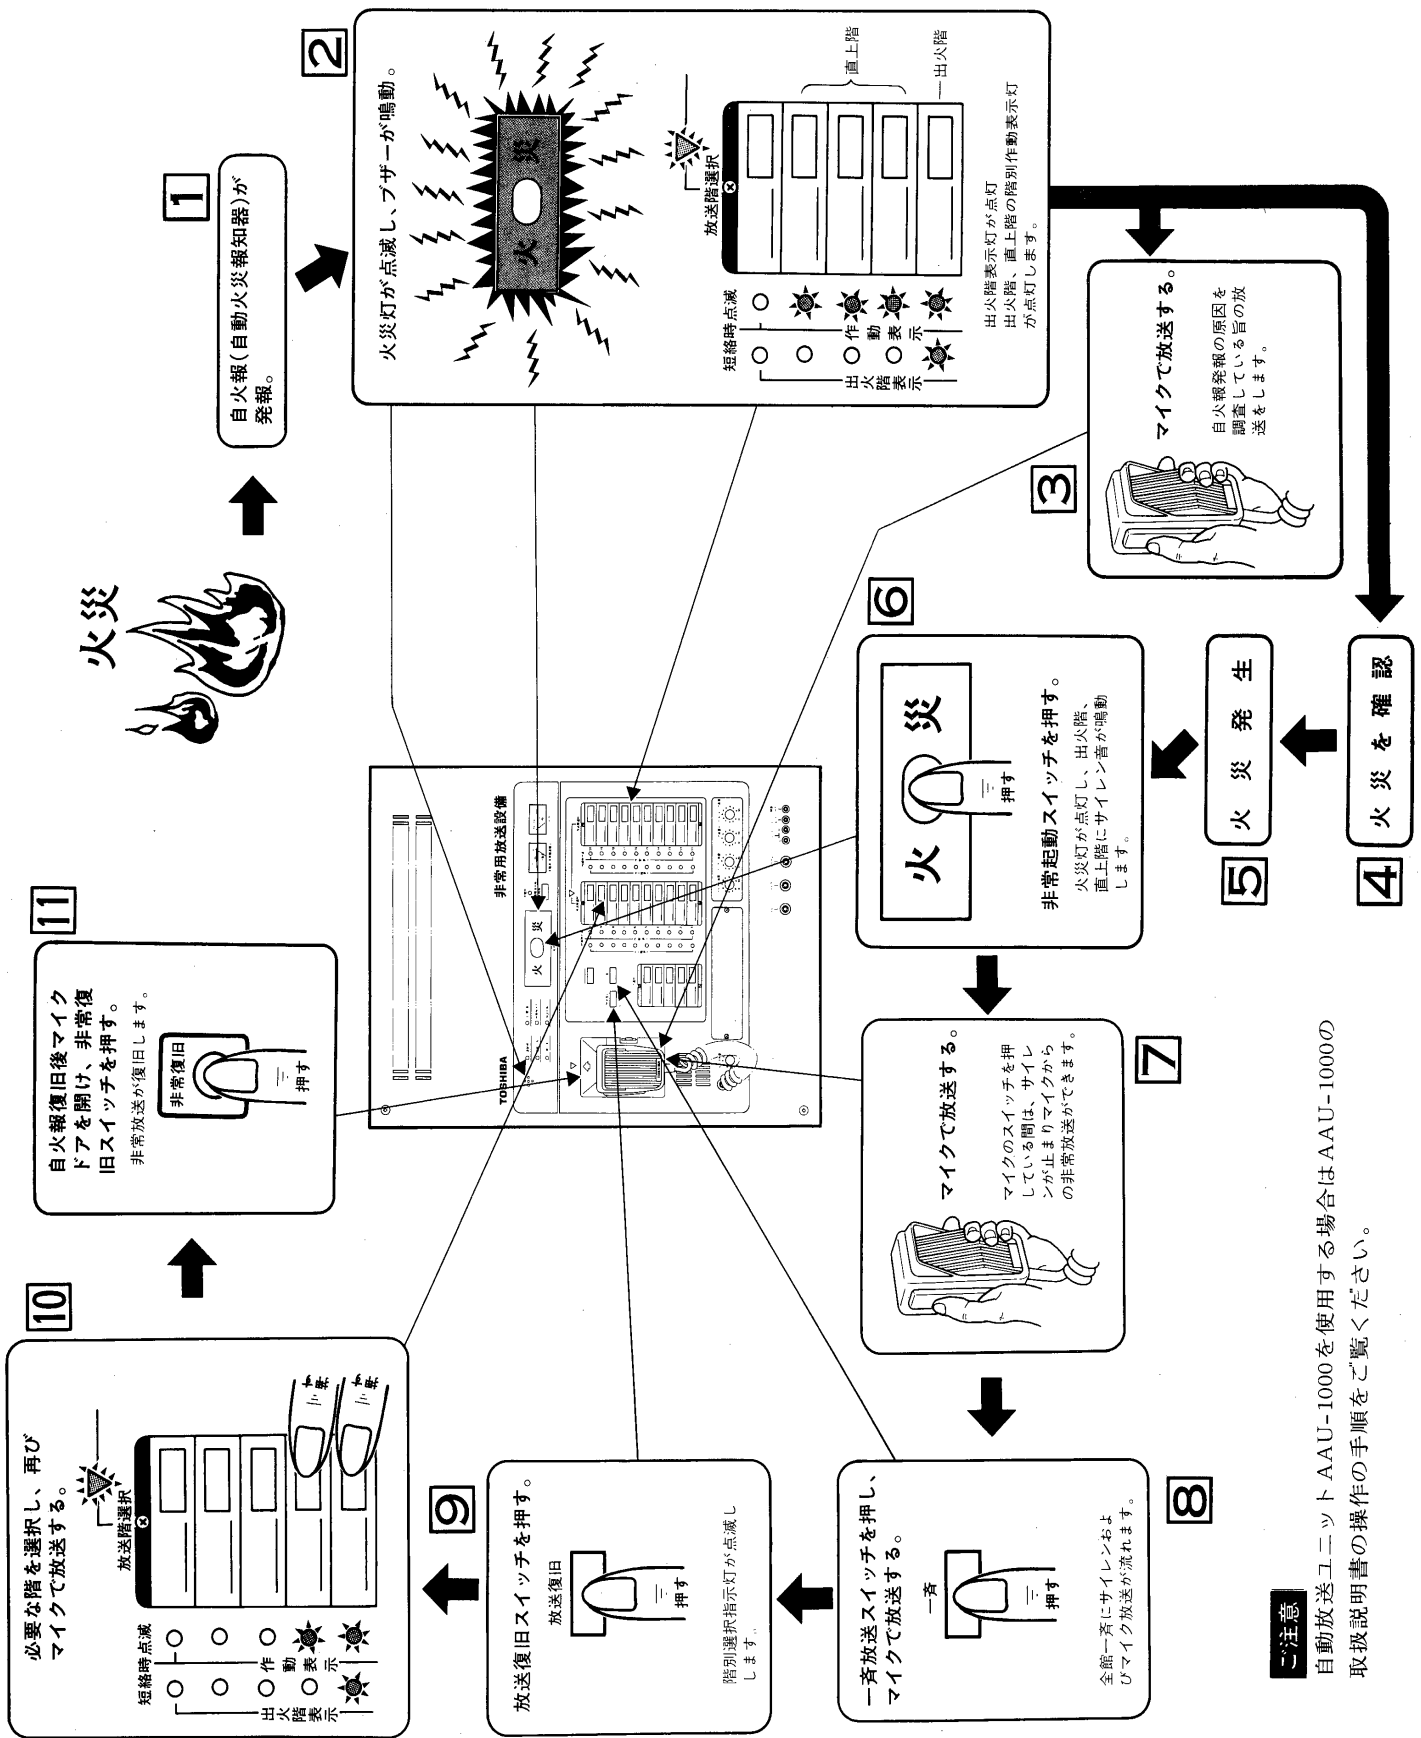 火災
1
自火報(自動火災報知器)が
発報。
2
火災灯が点滅し、ブザーが鳴動。
火 災
放送階選択
短絡時点滅
作動表示
出火階表示
直上階
出火階
出火階表示灯が点灯
出火階、直上階の階別作動表示灯
が点灯します。
3
マイクで放送する。
自火報発報の原因を
調査している旨の放
送をします。
4
火災を確認
5
火災発生
6
火 災
押す
非常起動スイッチを押す。
火災灯が点灯し、出火階、
直上階にサイレン音が鳴動
します。
7
マイクで放送する。
マイクのスイッチを押
している間は、サイレ
ンが止まりマイクから
の非常放送ができます。
8
一斉放送スイッチを押し、
マイクで放送する。
一斉
押す
全館一斉にサイレンおよ
びマイク放送が流れます。
9
放送復旧スイッチを押す。
放送復旧
押す
階別選択指示灯が点滅し
します。
10
必要な階を選択し、再び
マイクで放送する。
放送階選択
短絡時点滅
作動表示
出火階表示
押す
押す
11
自火報復旧後マイク
ドアを開け、非常復
旧スイッチを押す。
非常放送が復旧します。
非常復旧
押す
TOSHIBA
非常用放送設備
火 災
ご注意
自動放送ユニットAAU-1000を使用する場合はAAU-1000の
取扱説明書の操作の手順をご覧ください。